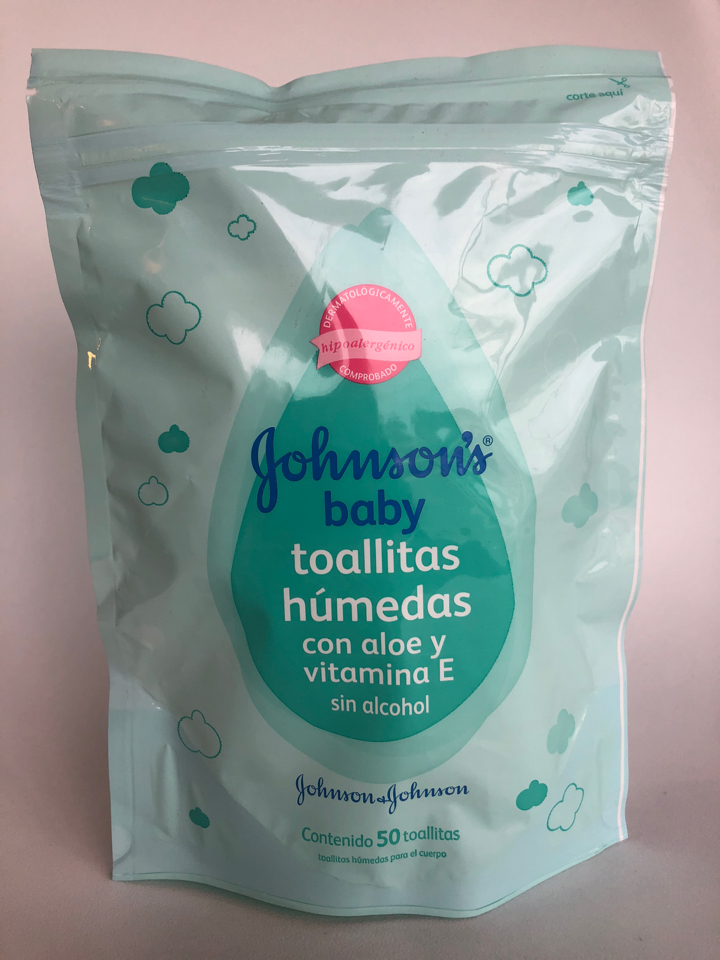 corte aquí
DERMATOLÓGICAMENTE
hipoalergénico
COMPROBADO
Johnson's®
baby
toallitas
húmedas
con aloe y
vitamina E
sin alcohol
Johnson & Johnson
Contenido 50 toallitas
toallitas húmedas para el cuerpo